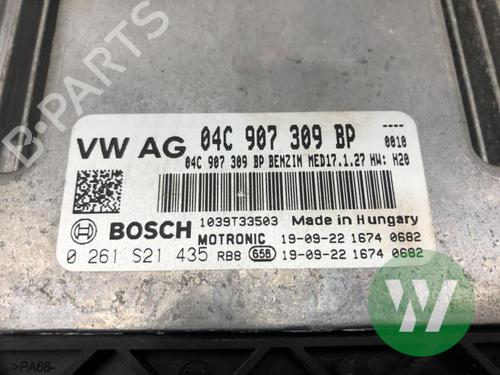 VW AG 04C 907 309 BP ----
0010
04C 907 309 BP BENZIN MED17.1.27 HW: H20
BOSCH 1039T33503 Made in Hungary
MOTRONIC 19-09-22 1674 0682
0 261 S21 435 RB8 658 19-09-22 1674 0682
W
>PA66-
B-PARTS